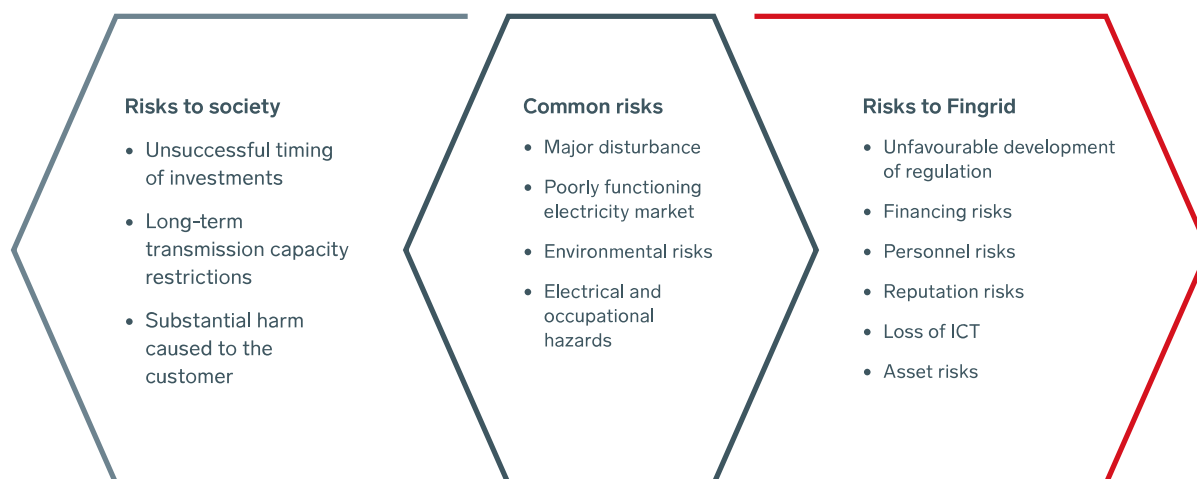 Risks to society
• Unsuccessful timing
of investments
• Long-term
transmission capacity
restrictions
• Substantial harm
caused to the
customer
Common risks
• Major disturbance
• Poorly functioning
electricity market
• Environmental risks
• Electrical and
occupational
hazards
Risks to Fingrid
• Unfavourable development
of regulation
• Financing risks
• Personnel risks
• Reputation risks
• Loss of ICT
• Asset risks